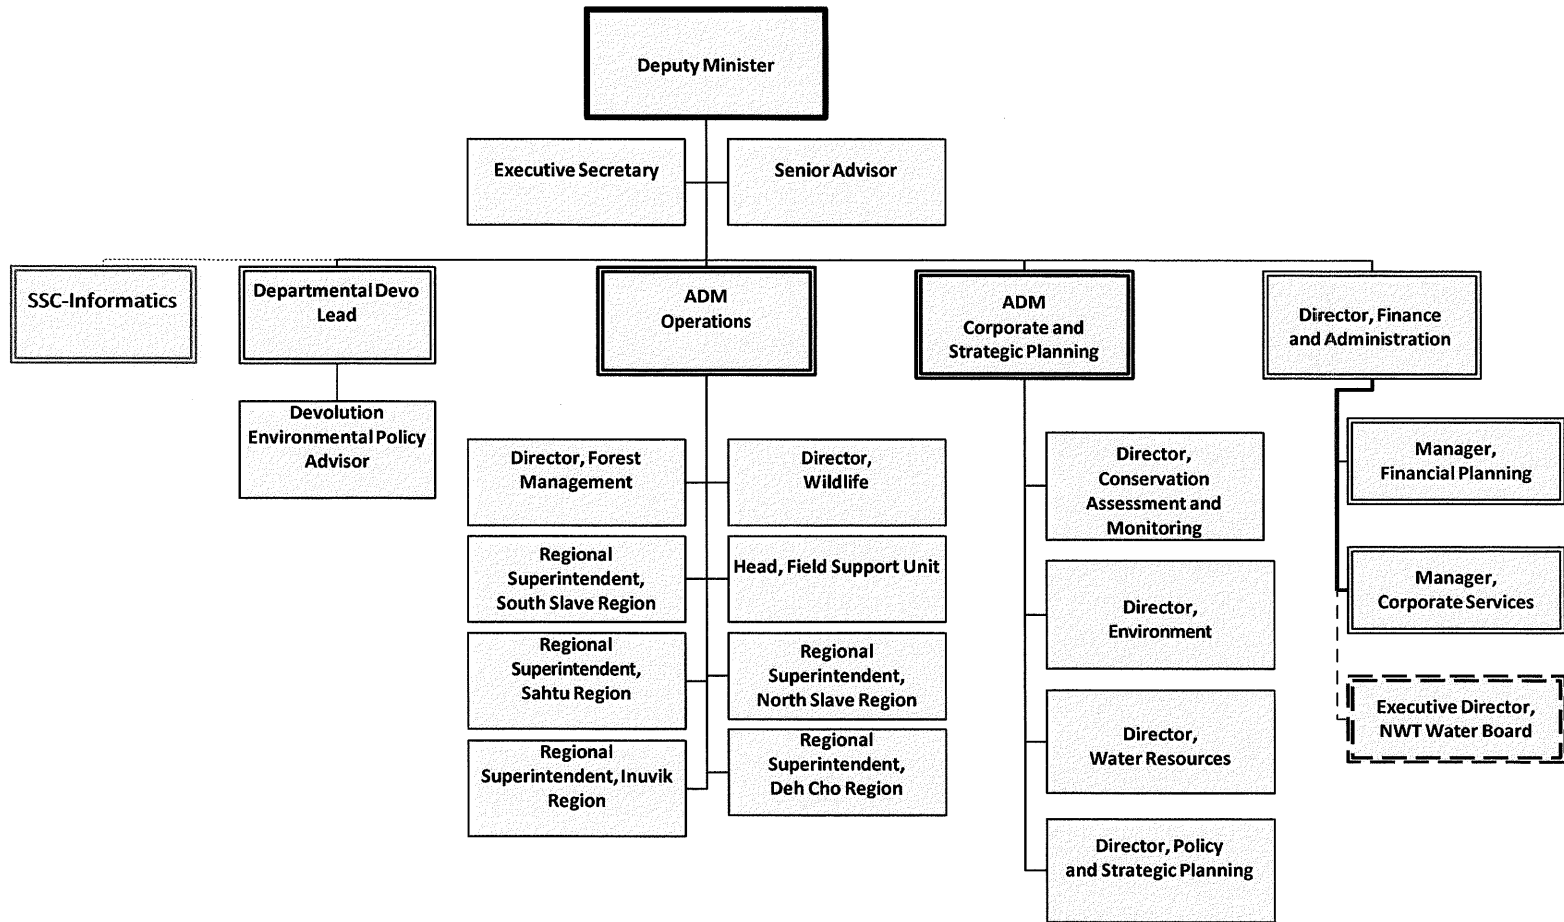 Deputy Minister
Executive Secretary
Senior Advisor
SSC-Informatics
Departmental Devo
Lead
ADM
Operations
ADM
Corporate and
Strategic Planning
Director, Finance
and Administration
Devolution
Environmental Policy
Advisor
Director, Forest
Management
Director,
Wildlife
Regional
Superintendent,
South Slave Region
Head, Field Support Unit
Regional
Superintendent,
Sahtu Region
Regional
Superintendent,
North Slave Region
Regional
Superintendent, Inuvik
Region
Regional
Superintendent,
Deh Cho Region
Director,
Conservation
Assessment and
Monitoring
Director,
Environment
Director,
Water Resources
Director, Policy
and Strategic Planning
Manager,
Financial Planning
Manager,
Corporate Services
Executive Director,
NWT Water Board